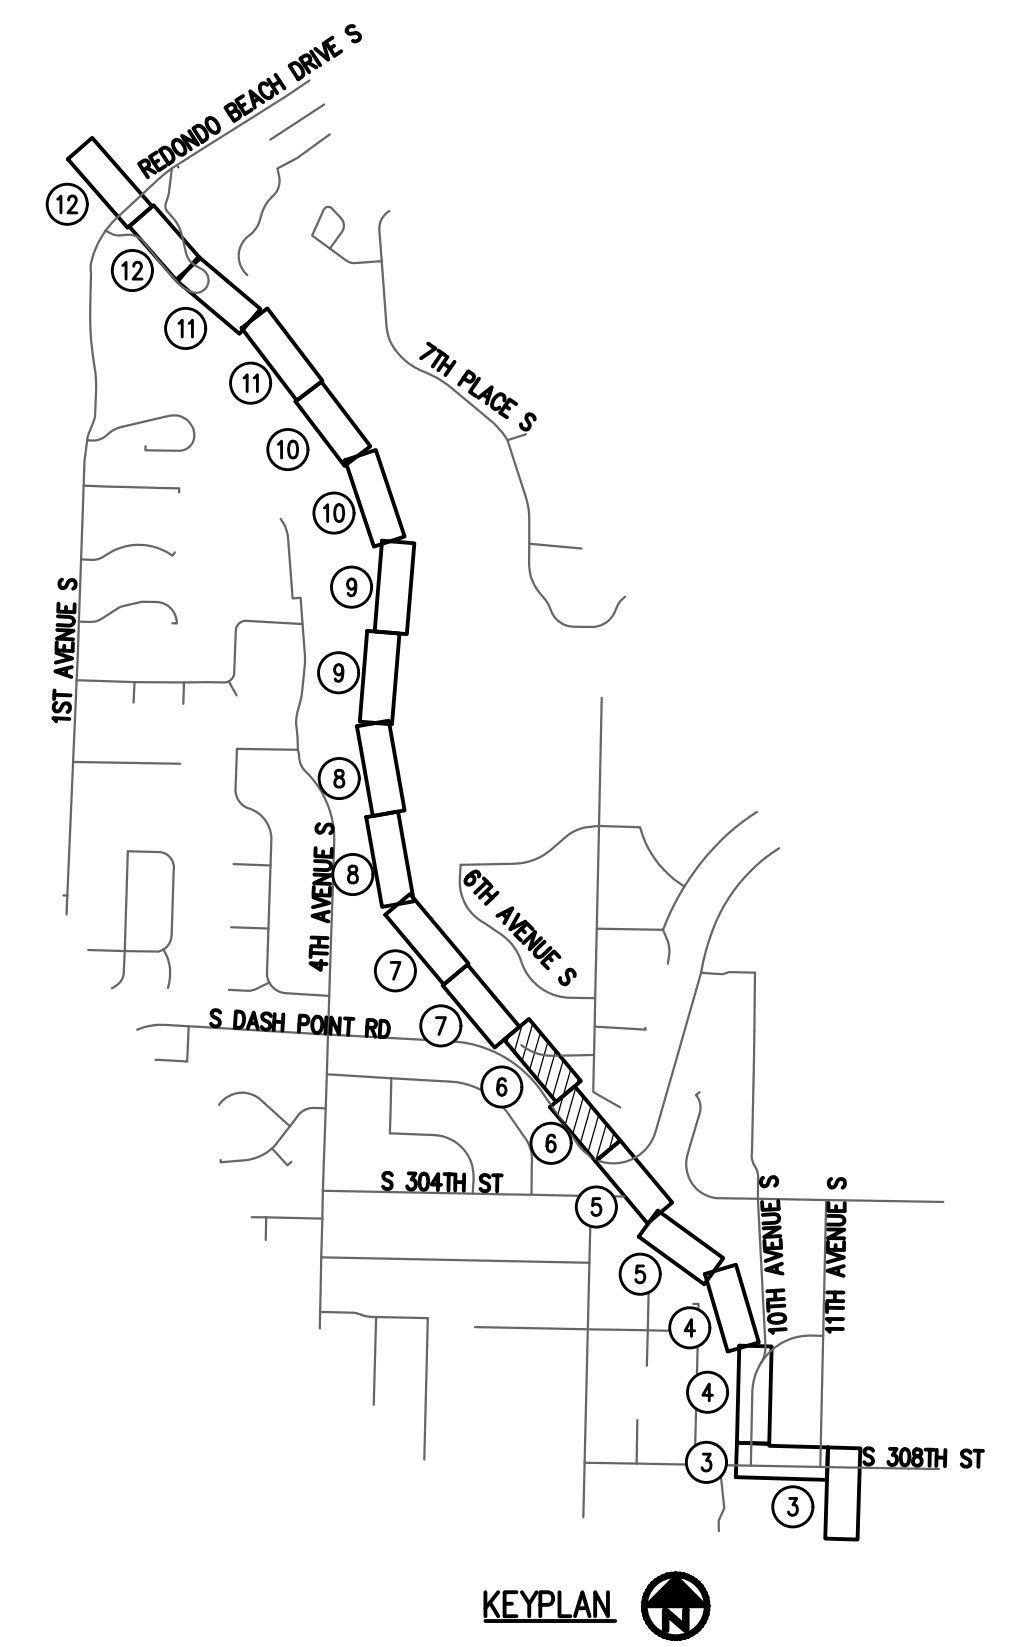 REDONDO BEACH DRIVE S
12
12
11
7TH PLACE S
11
10
10
9
1ST AVENUE S
9
8
4TH AVENUE S
8
6TH AVENUE S
7
S DASH POINT RD
7
6
6
S 304TH ST
5
10TH AVENUE S
11TH AVENUE S
5
4
4
S 308TH ST
3
3
KEYPLAN
N